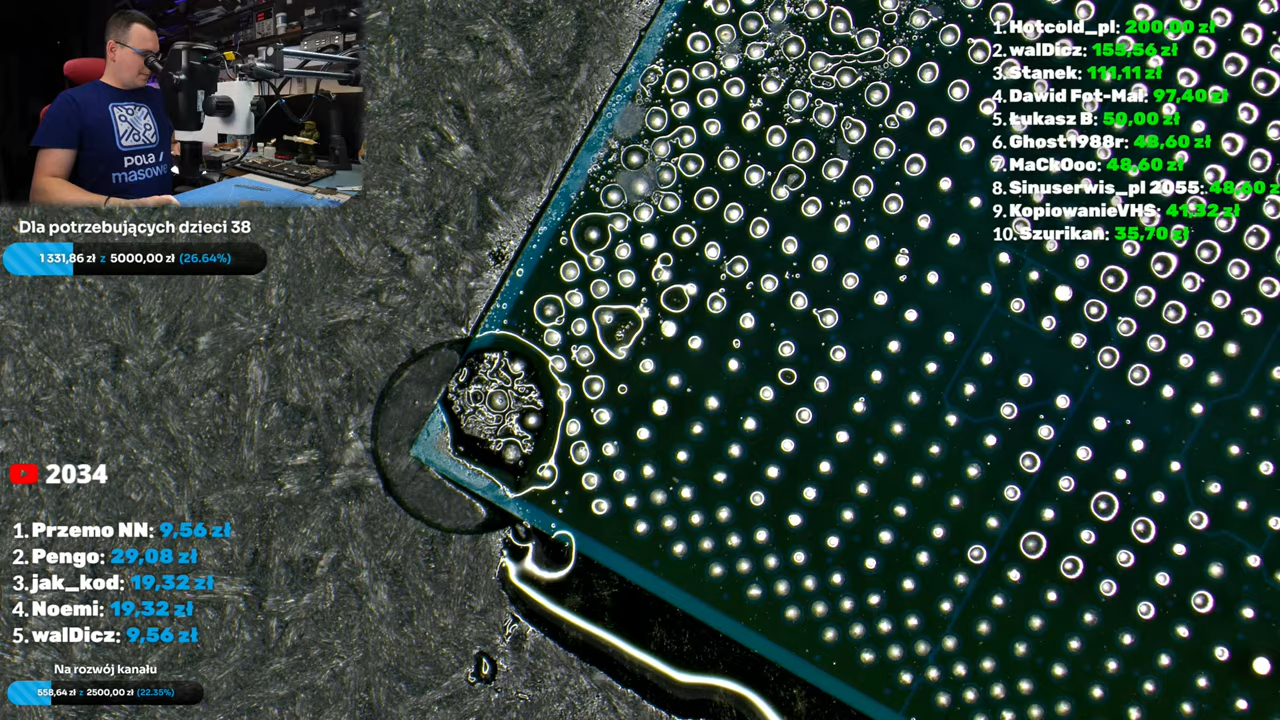 POLA /
masowe
Dla potrzebujących dzieci 38
1 331,86 zł z 5000,00 zł (26.64%)
2034
1. Przemo NN: 9,56 zł
2. Pengo: 29,08 zł
3. jak_kod: 19,32 zł
4. Noemi: 19,32 zł
5. walDicz: 9,56 zł
Na rozwój kanału
558,64 zł z 2500,00 zł (22.35%)
1. Hotcold_pl: 200,00 zł
2. walDicz: 155,56 zł
3. Stanek: 111,11 zł
4. Dawid Fot-Mal: 97,40 zł
5. Łukasz B: 50,00 zł
6. Ghost1988r: 48,60 zł
7. MaCkOoo: 48,60 zł
8. Sinuserwis_pl 2055: 48,60 z
9. KopiowanieVHS: 41,32 zł
10. Szurikan: 35,70 zł